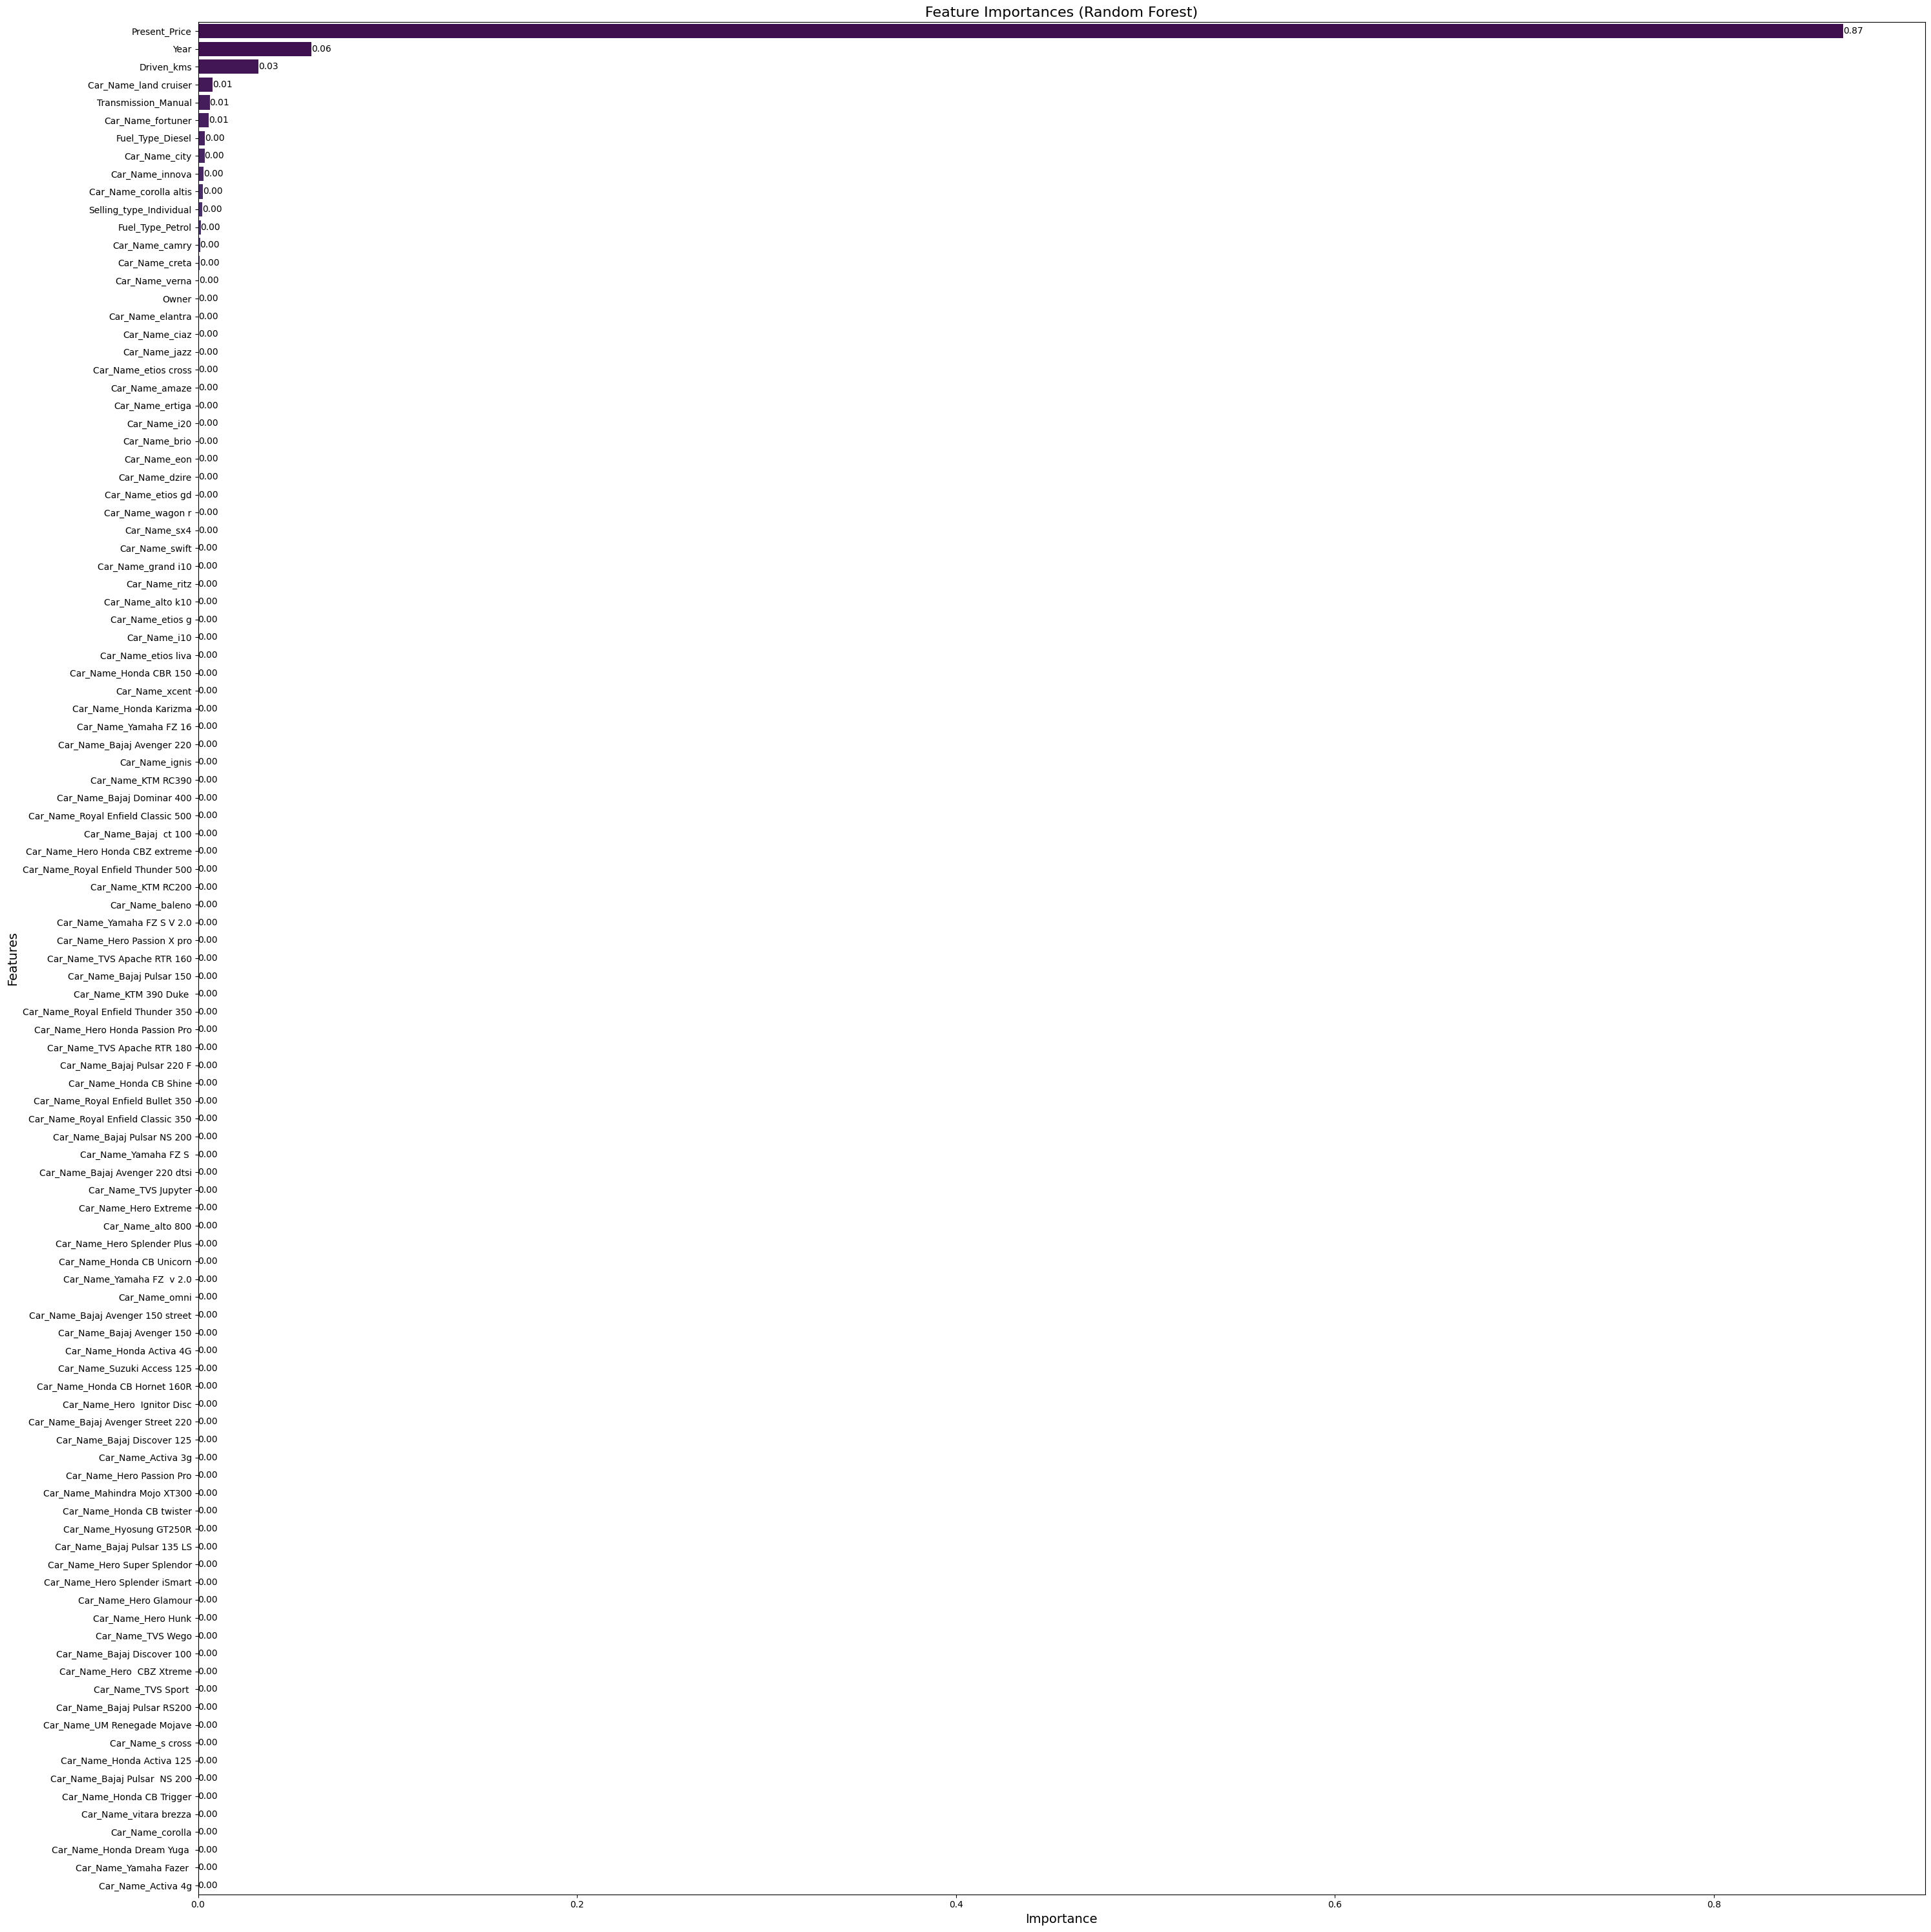 Feature Importances (Random Forest)
Present_Price 0.87
Year 0.06
Driven_kms 0.03
Car_Name_land cruiser 0.01
Transmission_Manual 0.01
Car_Name_fortuner 0.01
Fuel_Type_Diesel 0.00
Car_Name_city 0.00
Car_Name_innova 0.00
Car_Name_corolla altis 0.00
Selling_type_Individual 0.00
Fuel_Type_Petrol 0.00
Car_Name_camry 0.00
Car_Name_creta 0.00
Car_Name_verna 0.00
Owner 0.00
Car_Name_elantra 0.00
Car_Name_ciaz 0.00
Car_Name_jazz 0.00
Car_Name_etios cross 0.00
Car_Name_amaze 0.00
Car_Name_ertiga 0.00
Car_Name_i20 0.00
Car_Name_brio 0.00
Car_Name_eon 0.00
Car_Name_dzire 0.00
Car_Name_etios gd 0.00
Car_Name_wagon r 0.00
Car_Name_sx4 0.00
Car_Name_swift 0.00
Car_Name_grand i10 0.00
Car_Name_ritz 0.00
Car_Name_alto k10 0.00
Car_Name_etios g 0.00
Car_Name_i10 0.00
Car_Name_etios liva 0.00
Car_Name_Honda CBR 150 0.00
Car_Name_xcent 0.00
Car_Name_Honda Karizma 0.00
Car_Name_Yamaha FZ 16 0.00
Car_Name_Bajaj Avenger 220 0.00
Car_Name_ignis 0.00
Car_Name_KTM RC390 0.00
Car_Name_Bajaj Dominar 400 0.00
Car_Name_Royal Enfield Classic 500 0.00
Car_Name_Bajaj  ct 100 0.00
Car_Name_Hero Honda CBZ extreme 0.00
Car_Name_Royal Enfield Thunder 500 0.00
Car_Name_KTM RC200 0.00
Car_Name_baleno 0.00
Car_Name_Yamaha FZ S V 2.0 0.00
Car_Name_Hero Passion X pro 0.00
Car_Name_TVS Apache RTR 160 0.00
Car_Name_Bajaj Pulsar 150 0.00
Car_Name_KTM 390 Duke 0.00
Car_Name_Royal Enfield Thunder 350 0.00
Car_Name_Hero Honda Passion Pro 0.00
Car_Name_TVS Apache RTR 180 0.00
Car_Name_Bajaj Pulsar 220 F 0.00
Car_Name_Honda CB Shine 0.00
Car_Name_Royal Enfield Bullet 350 0.00
Car_Name_Royal Enfield Classic 350 0.00
Car_Name_Bajaj Pulsar NS 200 0.00
Car_Name_Yamaha FZ S 0.00
Car_Name_Bajaj Avenger 220 dtsi 0.00
Car_Name_TVS Jupyter 0.00
Car_Name_Hero Extreme 0.00
Car_Name_alto 800 0.00
Car_Name_Hero Splender Plus 0.00
Car_Name_Honda CB Unicorn 0.00
Car_Name_Yamaha FZ  v 2.0 0.00
Car_Name_omni 0.00
Car_Name_Bajaj Avenger 150 street 0.00
Car_Name_Bajaj Avenger 150 0.00
Car_Name_Honda Activa 4G 0.00
Car_Name_Suzuki Access 125 0.00
Car_Name_Honda CB Hornet 160R 0.00
Car_Name_Hero  Ignitor Disc 0.00
Car_Name_Bajaj Avenger Street 220 0.00
Car_Name_Bajaj Discover 125 0.00
Car_Name_Activa 3g 0.00
Car_Name_Hero Passion Pro 0.00
Car_Name_Mahindra Mojo XT300 0.00
Car_Name_Honda CB twister 0.00
Car_Name_Hyosung GT250R 0.00
Car_Name_Bajaj Pulsar 135 LS 0.00
Car_Name_Hero Super Splendor 0.00
Car_Name_Hero Splender iSmart 0.00
Car_Name_Hero Glamour 0.00
Car_Name_Hero Hunk 0.00
Car_Name_TVS Wego 0.00
Car_Name_Bajaj Discover 100 0.00
Car_Name_Hero  CBZ Xtreme 0.00
Car_Name_TVS Sport 0.00
Car_Name_Bajaj Pulsar RS200 0.00
Car_Name_UM Renegade Mojave 0.00
Car_Name_s cross 0.00
Car_Name_Honda Activa 125 0.00
Car_Name_Bajaj Pulsar  NS 200 0.00
Car_Name_Honda CB Trigger 0.00
Car_Name_vitara brezza 0.00
Car_Name_corolla 0.00
Car_Name_Honda Dream Yuga 0.00
Car_Name_Yamaha Fazer 0.00
Car_Name_Activa 4g 0.00
Features
0.0 0.2 0.4 0.6 0.8
Importance